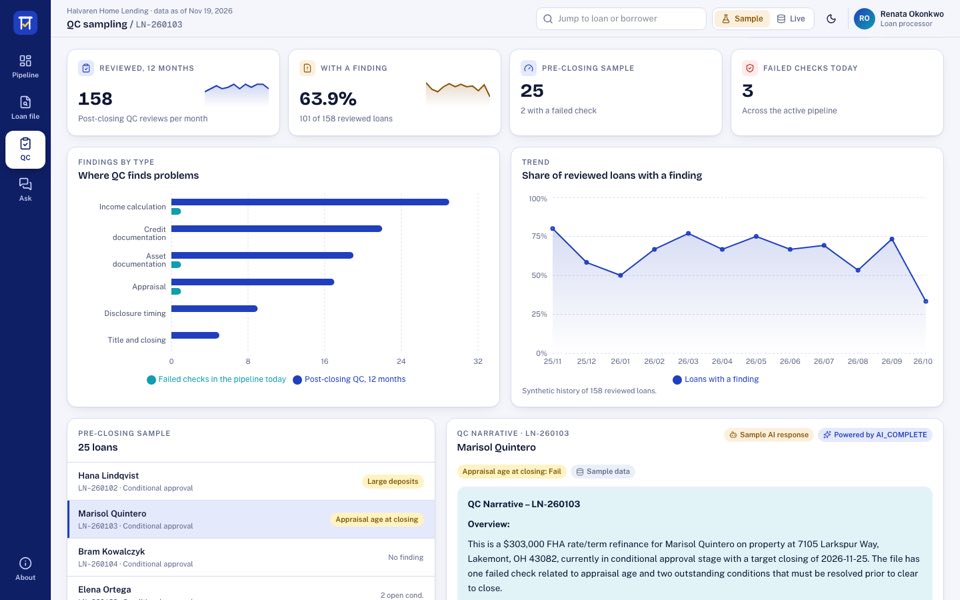 Halvaren Home Lending · data as of Nov 19, 2026
QC sampling / LN-260103
Jump to loan or borrower
Sample
Live
RO
Renata Okonkwo
Loan processor
Pipeline
Loan file
QC
Ask
About
REVIEWED, 12 MONTHS
158
Post-closing QC reviews per month
WITH A FINDING
63.9%
101 of 158 reviewed loans
PRE-CLOSING SAMPLE
25
2 with a failed check
FAILED CHECKS TODAY
3
Across the active pipeline
FINDINGS BY TYPE
Where QC finds problems
Income calculation
Credit
documentation
Asset
documentation
Appraisal
Disclosure timing
Title and closing
0 8 16 24 32
Failed checks in the pipeline today
Post-closing QC, 12 months
TREND
Share of reviewed loans with a finding
100%
75%
50%
25%
0%
25/11 25/12 26/01 26/02 26/03 26/04 26/05 26/06 26/07 26/08 26/09 26/10
Loans with a finding
Synthetic history of 158 reviewed loans.
PRE-CLOSING SAMPLE
25 loans
Hana Lindqvist
LN-260102 · Conditional approval
Large deposits
Marisol Quintero
LN-260103 · Conditional approval
Appraisal age at closing
Bram Kowalczyk
LN-260104 · Conditional approval
No finding
Elena Ortega
2 open cond.
QC NARRATIVE · LN-260103
Marisol Quintero
Sample AI response
Powered by AI_COMPLETE
Appraisal age at closing: Fail
Sample data
QC Narrative – LN-260103
Overview:
This is a $303,000 FHA rate/term refinance for Marisol Quintero on property at 7105 Larkspur Way,
Lakemont, OH 43082, currently in conditional approval stage with a target closing of 2026-11-25. The file has
one failed check related to appraisal age and two outstanding conditions that must be resolved prior to clear
to close.